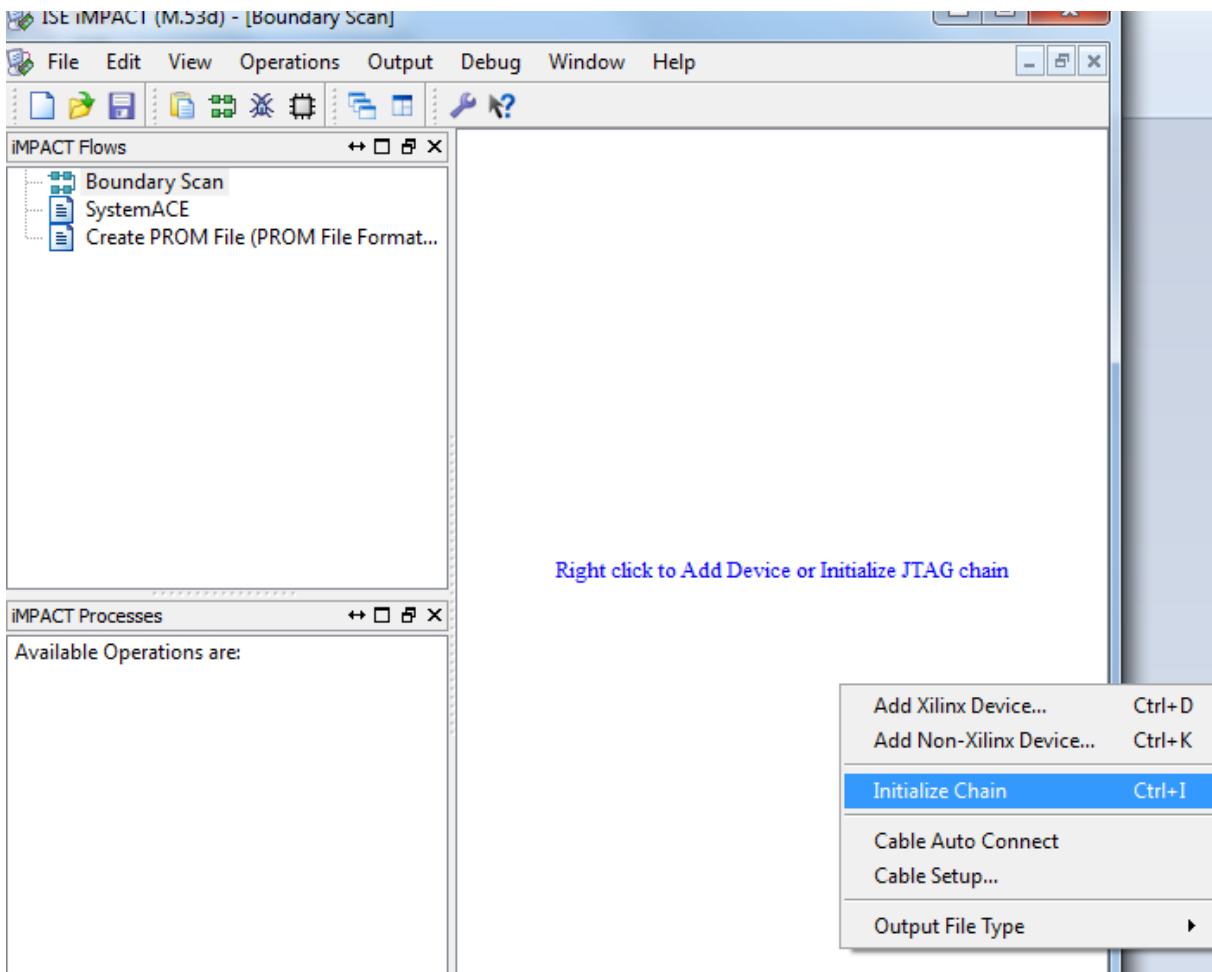 ISE iMPACT (M.53d) - [Boundary Scan]
File Edit View Operations Output Debug Window Help
iMPACT Flows
Boundary Scan
SystemACE
Create PROM File (PROM File Format...
Right click to Add Device or Initialize JTAG chain
iMPACT Processes
Available Operations are:
Add Xilinx Device... Ctrl+D
Add Non-Xilinx Device... Ctrl+K
Initialize Chain Ctrl+I
Cable Auto Connect
Cable Setup...
Output File Type